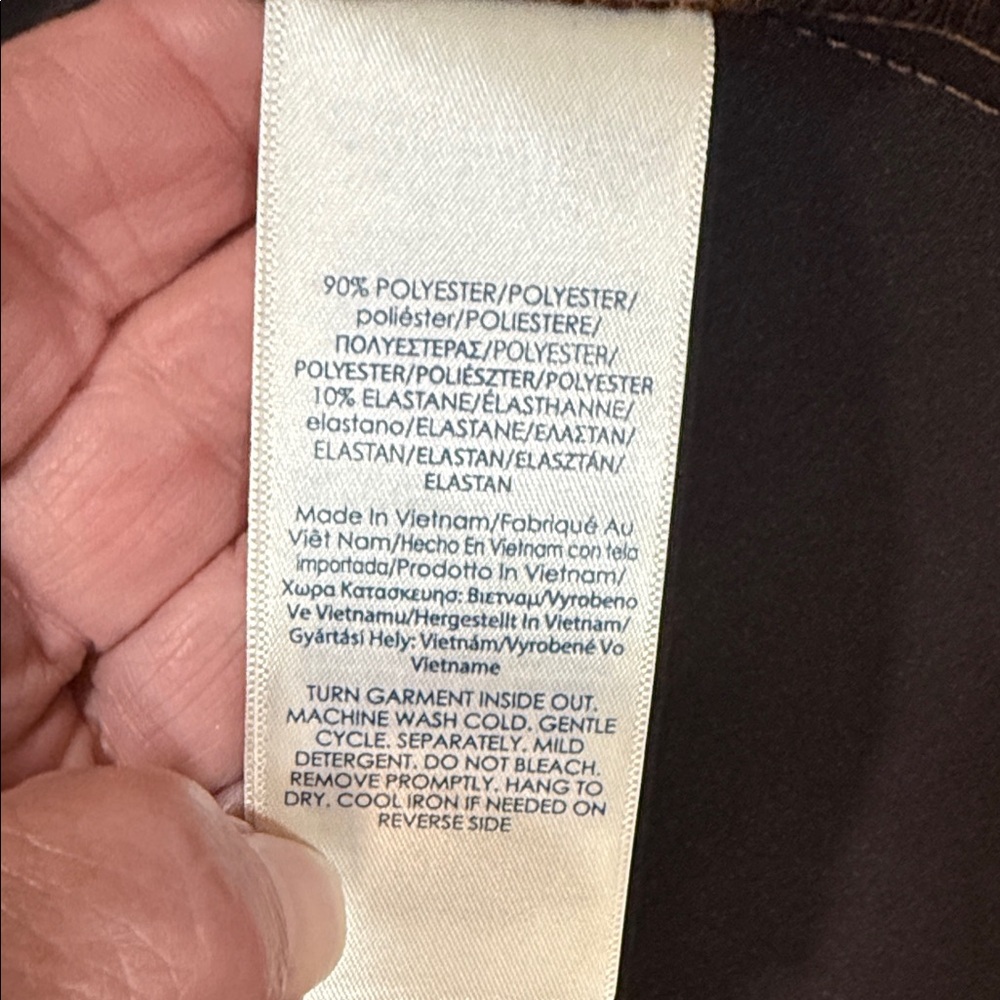 90% POLYESTER/POLYESTER/
poliéster/POLIESTERE/
ΠΟΛΥΕΣΤΕΡΑΣ/POLYESTER/
POLYESTER/POLIÉSZTER/POLYESTER
10% ELASTANE/ÉLASTHANNE/
elastano/ELASTANE/ΕΛΑΣΤΑΝ/
ELASTAN/ELASTAN/ELASZTÁN/
ELASTAN
Made In Vietnam/Fabriqué Au
Viêt Nam/Hecho En Vietnam con tela
importada/Prodotto In Vietnam/
Χωρα Κατασκευησ: Βιετναμ/Vyrobeno
Ve Vietnamu/Hergestellt In Vietnam/
Gyártási Hely: Vietnám/Vyrobené Vo
Vietname
TURN GARMENT INSIDE OUT.
MACHINE WASH COLD. GENTLE
CYCLE. SEPARATELY. MILD
DETERGENT. DO NOT BLEACH.
REMOVE PROMPTLY. HANG TO
DRY. COOL IRON IF NEEDED ON
REVERSE SIDE